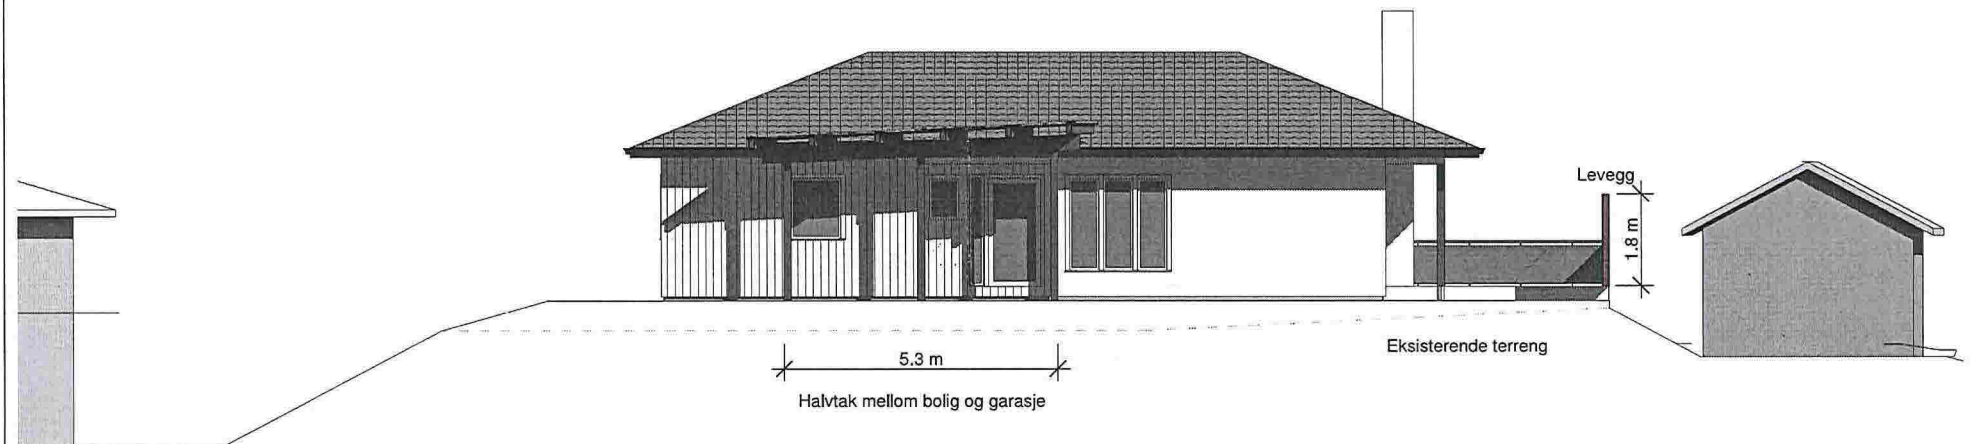 Levegg
1.8 m
Eksisterende terreng
5.3 m
Halvtak mellom bolig og garasje